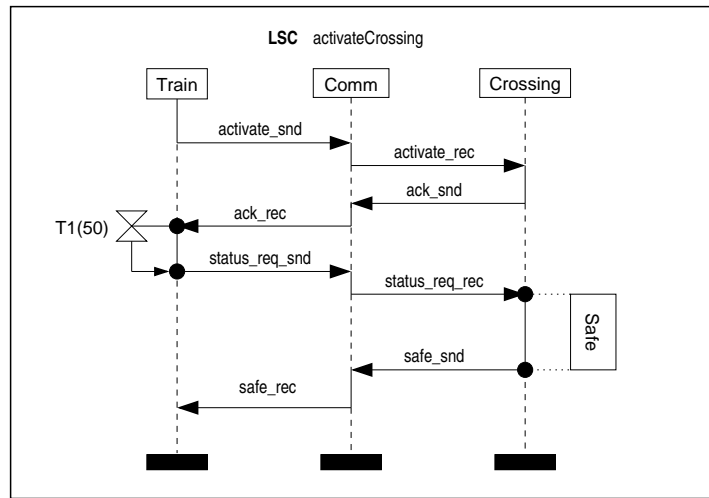 LSC activateCrossing
Train Comm Crossing
activate_snd
activate_rec
ack_snd
ack_rec
T1(50)
status_req_snd
status_req_rec
Safe
safe_snd
safe_rec